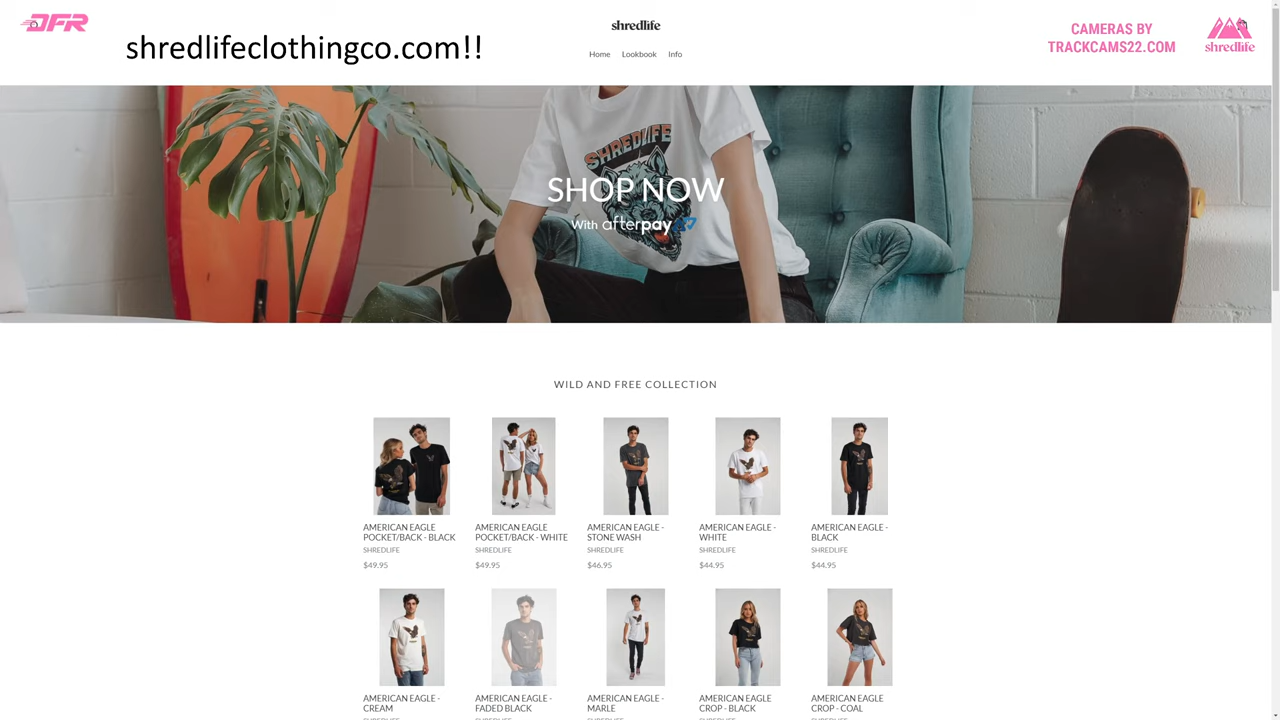 DFR
shredlifeclothingco.com!!
shredlife
Home Lookbook Info
CAMERAS BY
TRACKCAMS22.COM
shredlife
SHREDLIFE
SHOP NOW
With afterpay
WILD AND FREE COLLECTION
AMERICAN EAGLE
POCKET/BACK - BLACK
SHREDLIFE
$49.95
AMERICAN EAGLE
POCKET/BACK - WHITE
SHREDLIFE
$49.95
AMERICAN EAGLE -
STONE WASH
SHREDLIFE
$46.95
AMERICAN EAGLE -
WHITE
SHREDLIFE
$44.95
AMERICAN EAGLE -
BLACK
SHREDLIFE
$44.95
AMERICAN EAGLE -
CREAM
AMERICAN EAGLE -
FADED BLACK
AMERICAN EAGLE -
MARLE
AMERICAN EAGLE
CROP - BLACK
AMERICAN EAGLE
CROP - COAL